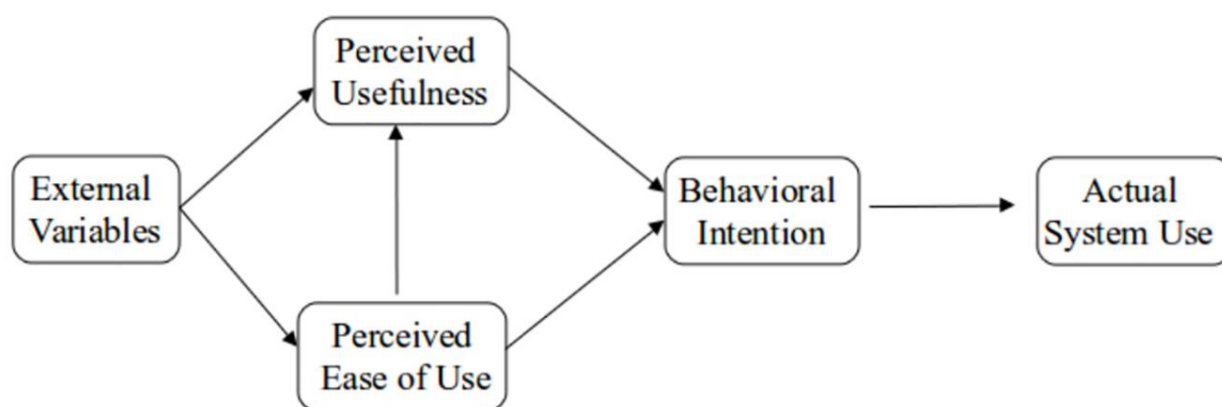 Perceived
Usefulness
External
Variables
Behavioral
Intention
Actual
System Use
Perceived
Ease of Use